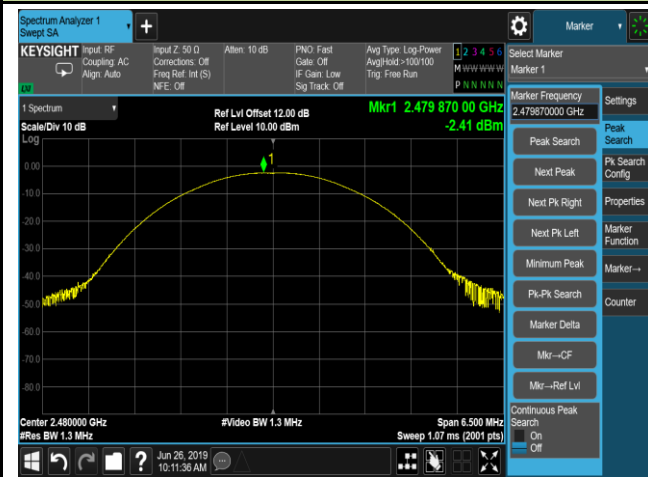 Spectrum Analyzer 1
Swept SA
+
Marker
KEYSIGHT
Input: RF
Coupling: AC
Align: Auto
Input Z: 50 Ω
Corrections: Off
Freq Ref: Int (S)
NFE: Off
Atten: 10 dB
PNO: Fast
Gate: Off
IF Gain: Low
Sig Track: Off
Avg Type: Log-Power
Avg|Hold:>100/100
Trig: Free Run
1 2 3 4 5 6
M W W W W W
P N N N N N
Select Marker
Marker 1
LXI
1 Spectrum
Scale/Div 10 dB
Log
Ref Lvl Offset 12.00 dB
Ref Level 10.00 dBm
Mkr1 2.479 870 00 GHz
-2.41 dBm
1
0.00
-10.0
-20.0
-30.0
-40.0
-50.0
-60.0
-70.0
-80.0
Center 2.480000 GHz
#Res BW 1.3 MHz
#Video BW 1.3 MHz
Span 6.500 MHz
Sweep 1.07 ms (2001 pts)
Marker Frequency
2.479870000 GHz
Peak Search
Next Peak
Next Pk Right
Next Pk Left
Minimum Peak
Pk-Pk Search
Marker Delta
Mkr→CF
Mkr→Ref Lvl
Continuous Peak
Search
On
Off
Settings
Peak
Search
Pk Search
Config
Properties
Marker
Function
Marker→
Counter
?
Jun 26, 2019
10:11:36 AM